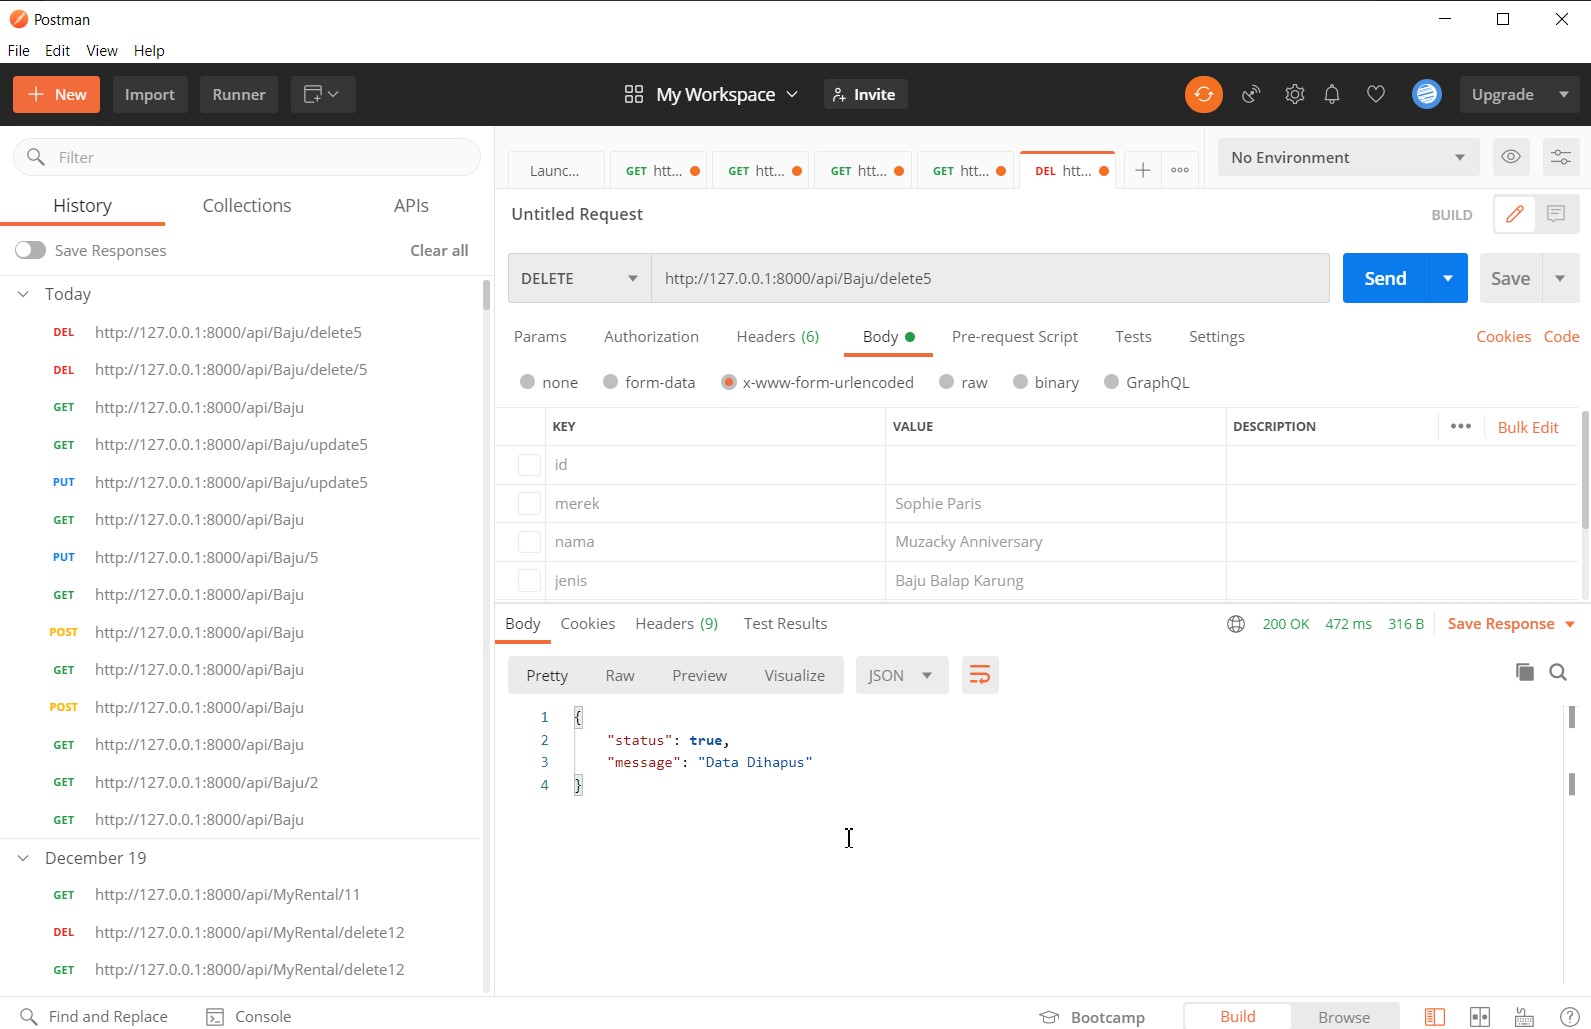 Postman
File Edit View Help
New Import Runner My Workspace Invite Upgrade
Filter
History Collections APIs
Save Responses Clear all
Today
DEL http://127.0.0.1:8000/api/Baju/delete5
DEL http://127.0.0.1:8000/api/Baju/delete/5
GET http://127.0.0.1:8000/api/Baju
GET http://127.0.0.1:8000/api/Baju/update5
PUT http://127.0.0.1:8000/api/Baju/update5
GET http://127.0.0.1:8000/api/Baju
PUT http://127.0.0.1:8000/api/Baju/5
GET http://127.0.0.1:8000/api/Baju
POST http://127.0.0.1:8000/api/Baju
GET http://127.0.0.1:8000/api/Baju
POST http://127.0.0.1:8000/api/Baju
GET http://127.0.0.1:8000/api/Baju
GET http://127.0.0.1:8000/api/Baju/2
GET http://127.0.0.1:8000/api/Baju
December 19
GET http://127.0.0.1:8000/api/MyRental/11
DEL http://127.0.0.1:8000/api/MyRental/delete12
GET http://127.0.0.1:8000/api/MyRental/delete12
Launc... GET htt... GET htt... GET htt... GET htt... DEL htt... No Environment
Untitled Request BUILD
DELETE http://127.0.0.1:8000/api/Baju/delete5 Send Save
Params Authorization Headers (6) Body Pre-request Script Tests Settings Cookies Code
none form-data x-www-form-urlencoded raw binary GraphQL
KEY VALUE DESCRIPTION Bulk Edit
id
merek Sophie Paris
nama Muzacky Anniversary
jenis Baju Balap Karung
Body Cookies Headers (9) Test Results 200 OK 472 ms 316 B Save Response
Pretty Raw Preview Visualize JSON
1 {
2 "status": true,
3 "message": "Data Dihapus"
4 }
Find and Replace Console Bootcamp Build Browse